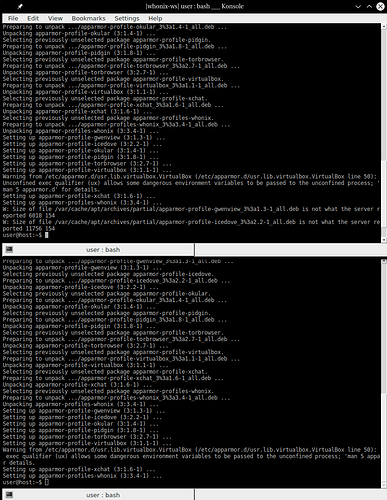 [whonix-ws] user : bash ___ Konsole
File Edit View Bookmarks Settings Help
Preparing to unpack .../apparmor-profile-okular_3%3a1.4-1_all.deb ...
Unpacking apparmor-profile-okular (3:1.4-1) ...
Selecting previously unselected package apparmor-profile-pidgin.
Preparing to unpack .../apparmor-profile-pidgin_3%3a1.8-1_all.deb ...
Unpacking apparmor-profile-pidgin (3:1.8-1) ...
Selecting previously unselected package apparmor-profile-torbrowser.
Preparing to unpack .../apparmor-profile-torbrowser_3%3a2.7-1_all.deb ...
Unpacking apparmor-profile-torbrowser (3:2.7-1) ...
Selecting previously unselected package apparmor-profile-virtualbox.
Preparing to unpack .../apparmor-profile-virtualbox_3%3a1.1-1_all.deb ...
Unpacking apparmor-profile-virtualbox (3:1.1-1) ...
Selecting previously unselected package apparmor-profile-xchat.
Preparing to unpack .../apparmor-profile-xchat_3%3a1.6-1_all.deb ...
Unpacking apparmor-profile-xchat (3:1.6-1) ...
Selecting previously unselected package apparmor-profiles-whonix.
Preparing to unpack .../apparmor-profiles-whonix_3%3a3.4-1_all.deb ...
Unpacking apparmor-profiles-whonix (3:3.4-1) ...
Setting up apparmor-profile-gwenview (3:1.3-1) ...
Setting up apparmor-profile-icedove (3:2.2-1) ...
Setting up apparmor-profile-okular (3:1.4-1) ...
Setting up apparmor-profile-pidgin (3:1.8-1) ...
Setting up apparmor-profile-torbrowser (3:2.7-1) ...
Setting up apparmor-profile-virtualbox (3:1.1-1) ...
Warning from /etc/apparmor.d/usr.lib.virtualbox.VirtualBox (/etc/apparmor.d/usr.lib.virtualbox.VirtualBox line 50):
Unconfined exec qualifier (ux) allows some dangerous environment variables to be passed to the unconfined process; '
man 5 apparmor.d' for details.
Setting up apparmor-profile-xchat (3:1.6-1) ...
Setting up apparmor-profiles-whonix (3:3.4-1) ...
W: Size of file /var/cache/apt/archives/partial/apparmor-profile-gwenview_3%3a1.3-1_all.deb is not what the server r
eported 6018 154
W: Size of file /var/cache/apt/archives/partial/apparmor-profile-icedove_3%3a2.2-1_all.deb is not what the server re
ported 11756 154
user@host:~$
user : bash
Preparing to unpack .../apparmor-profile-gwenview_3%3a1.3-1_all.deb ...
Unpacking apparmor-profile-gwenview (3:1.3-1) ...
Selecting previously unselected package apparmor-profile-icedove.
Preparing to unpack .../apparmor-profile-icedove_3%3a2.2-1_all.deb ...
Unpacking apparmor-profile-icedove (3:2.2-1) ...
Selecting previously unselected package apparmor-profile-okular.
Preparing to unpack .../apparmor-profile-okular_3%3a1.4-1_all.deb ...
Unpacking apparmor-profile-okular (3:1.4-1) ...
Selecting previously unselected package apparmor-profile-pidgin.
Preparing to unpack .../apparmor-profile-pidgin_3%3a1.8-1_all.deb ...
Unpacking apparmor-profile-pidgin (3:1.8-1) ...
Selecting previously unselected package apparmor-profile-torbrowser.
Preparing to unpack .../apparmor-profile-torbrowser_3%3a2.7-1_all.deb ...
Unpacking apparmor-profile-torbrowser (3:2.7-1) ...
Selecting previously unselected package apparmor-profile-virtualbox.
Preparing to unpack .../apparmor-profile-virtualbox_3%3a1.1-1_all.deb ...
Unpacking apparmor-profile-virtualbox (3:1.1-1) ...
Selecting previously unselected package apparmor-profile-xchat.
Preparing to unpack .../apparmor-profile-xchat_3%3a1.6-1_all.deb ...
Unpacking apparmor-profile-xchat (3:1.6-1) ...
Selecting previously unselected package apparmor-profiles-whonix.
Preparing to unpack .../apparmor-profiles-whonix_3%3a3.4-1_all.deb ...
Unpacking apparmor-profiles-whonix (3:3.4-1) ...
Setting up apparmor-profile-gwenview (3:1.3-1) ...
Setting up apparmor-profile-icedove (3:2.2-1) ...
Setting up apparmor-profile-okular (3:1.4-1) ...
Setting up apparmor-profile-pidgin (3:1.8-1) ...
Setting up apparmor-profile-torbrowser (3:2.7-1) ...
Setting up apparmor-profile-virtualbox (3:1.1-1) ...
Warning from /etc/apparmor.d/usr.lib.virtualbox.VirtualBox (/etc/apparmor.d/usr.lib.virtualbox.VirtualBox line 50):
exec qualifier (ux) allows some dangerous environment variables to be passed to the unconfined process; 'man 5 appa
r details.
Setting up apparmor-profile-xchat (3:1.6-1) ...
Setting up apparmor-profiles-whonix (3:3.4-1) ...
user@host:~$
user : bash